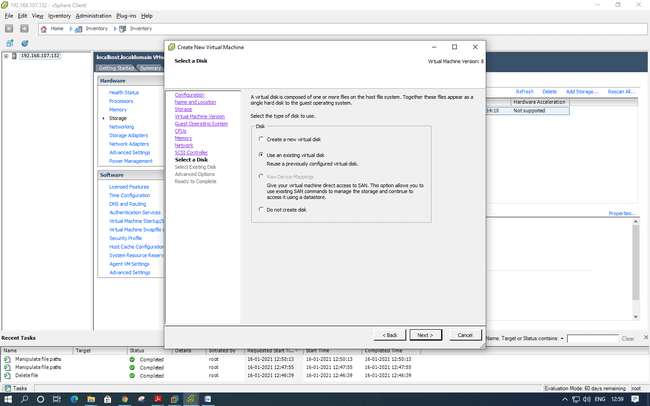 192.168.107.132 - vSphere Client
File Edit View Inventory Administration Plug-ins Help
Home Inventory Inventory
192.168.107.132
localhost.localdomain VMw
Getting Started Summary
Hardware
Health Status
Processors
Memory
Storage
Networking
Storage Adapters
Network Adapters
Advanced Settings
Power Management
Software
Licensed Features
Time Configuration
DNS and Routing
Authentication Services
Virtual Machine Startup/S
Virtual Machine Swapfile L
Security Profile
Host Cache Configuration
System Resource Reserv
Agent VM Settings
Advanced Settings
Refresh Delete Add Storage... Rescan All...
Hardware Acceleration
14:10 Not supported
Properties...
Create New Virtual Machine
Select a Disk
Virtual Machine Version: 8
Configuration
Name and Location
Storage
Virtual Machine Version
Guest Operating System
CPUs
Memory
Network
SCSI Controller
Select a Disk
Select Existing Disk
Advanced Options
Ready to Complete
A virtual disk is composed of one or more files on the host file system. Together these files appear as
a single hard disk to the guest operating system.
Select the type of disk to use.
Disk
Create a new virtual disk
Use an existing virtual disk
Reuse a previously configured virtual disk.
Raw Device Mappings
Give your virtual machine direct access to SAN. This option allows you to
use existing SAN commands to manage the storage and continue to
access it using a datastore.
Do not create disk
< Back Next > Cancel
Recent Tasks
Name, Target or Status contains: Clear
Name Target Status Details Initiated by Requested Start Ti... Start Time Completed Time
Manipulate file paths Completed root 16-01-2021 12:50:13 16-01-2021 12:50:13 16-01-2021 12:50:13
Manipulate file paths Completed root 16-01-2021 12:47:55 16-01-2021 12:47:55 16-01-2021 12:47:55
Delete file Completed root 16-01-2021 12:46:39 16-01-2021 12:46:39 16-01-2021 12:46:39
Tasks Evaluation Mode: 60 days remaining root
ENG 12:59